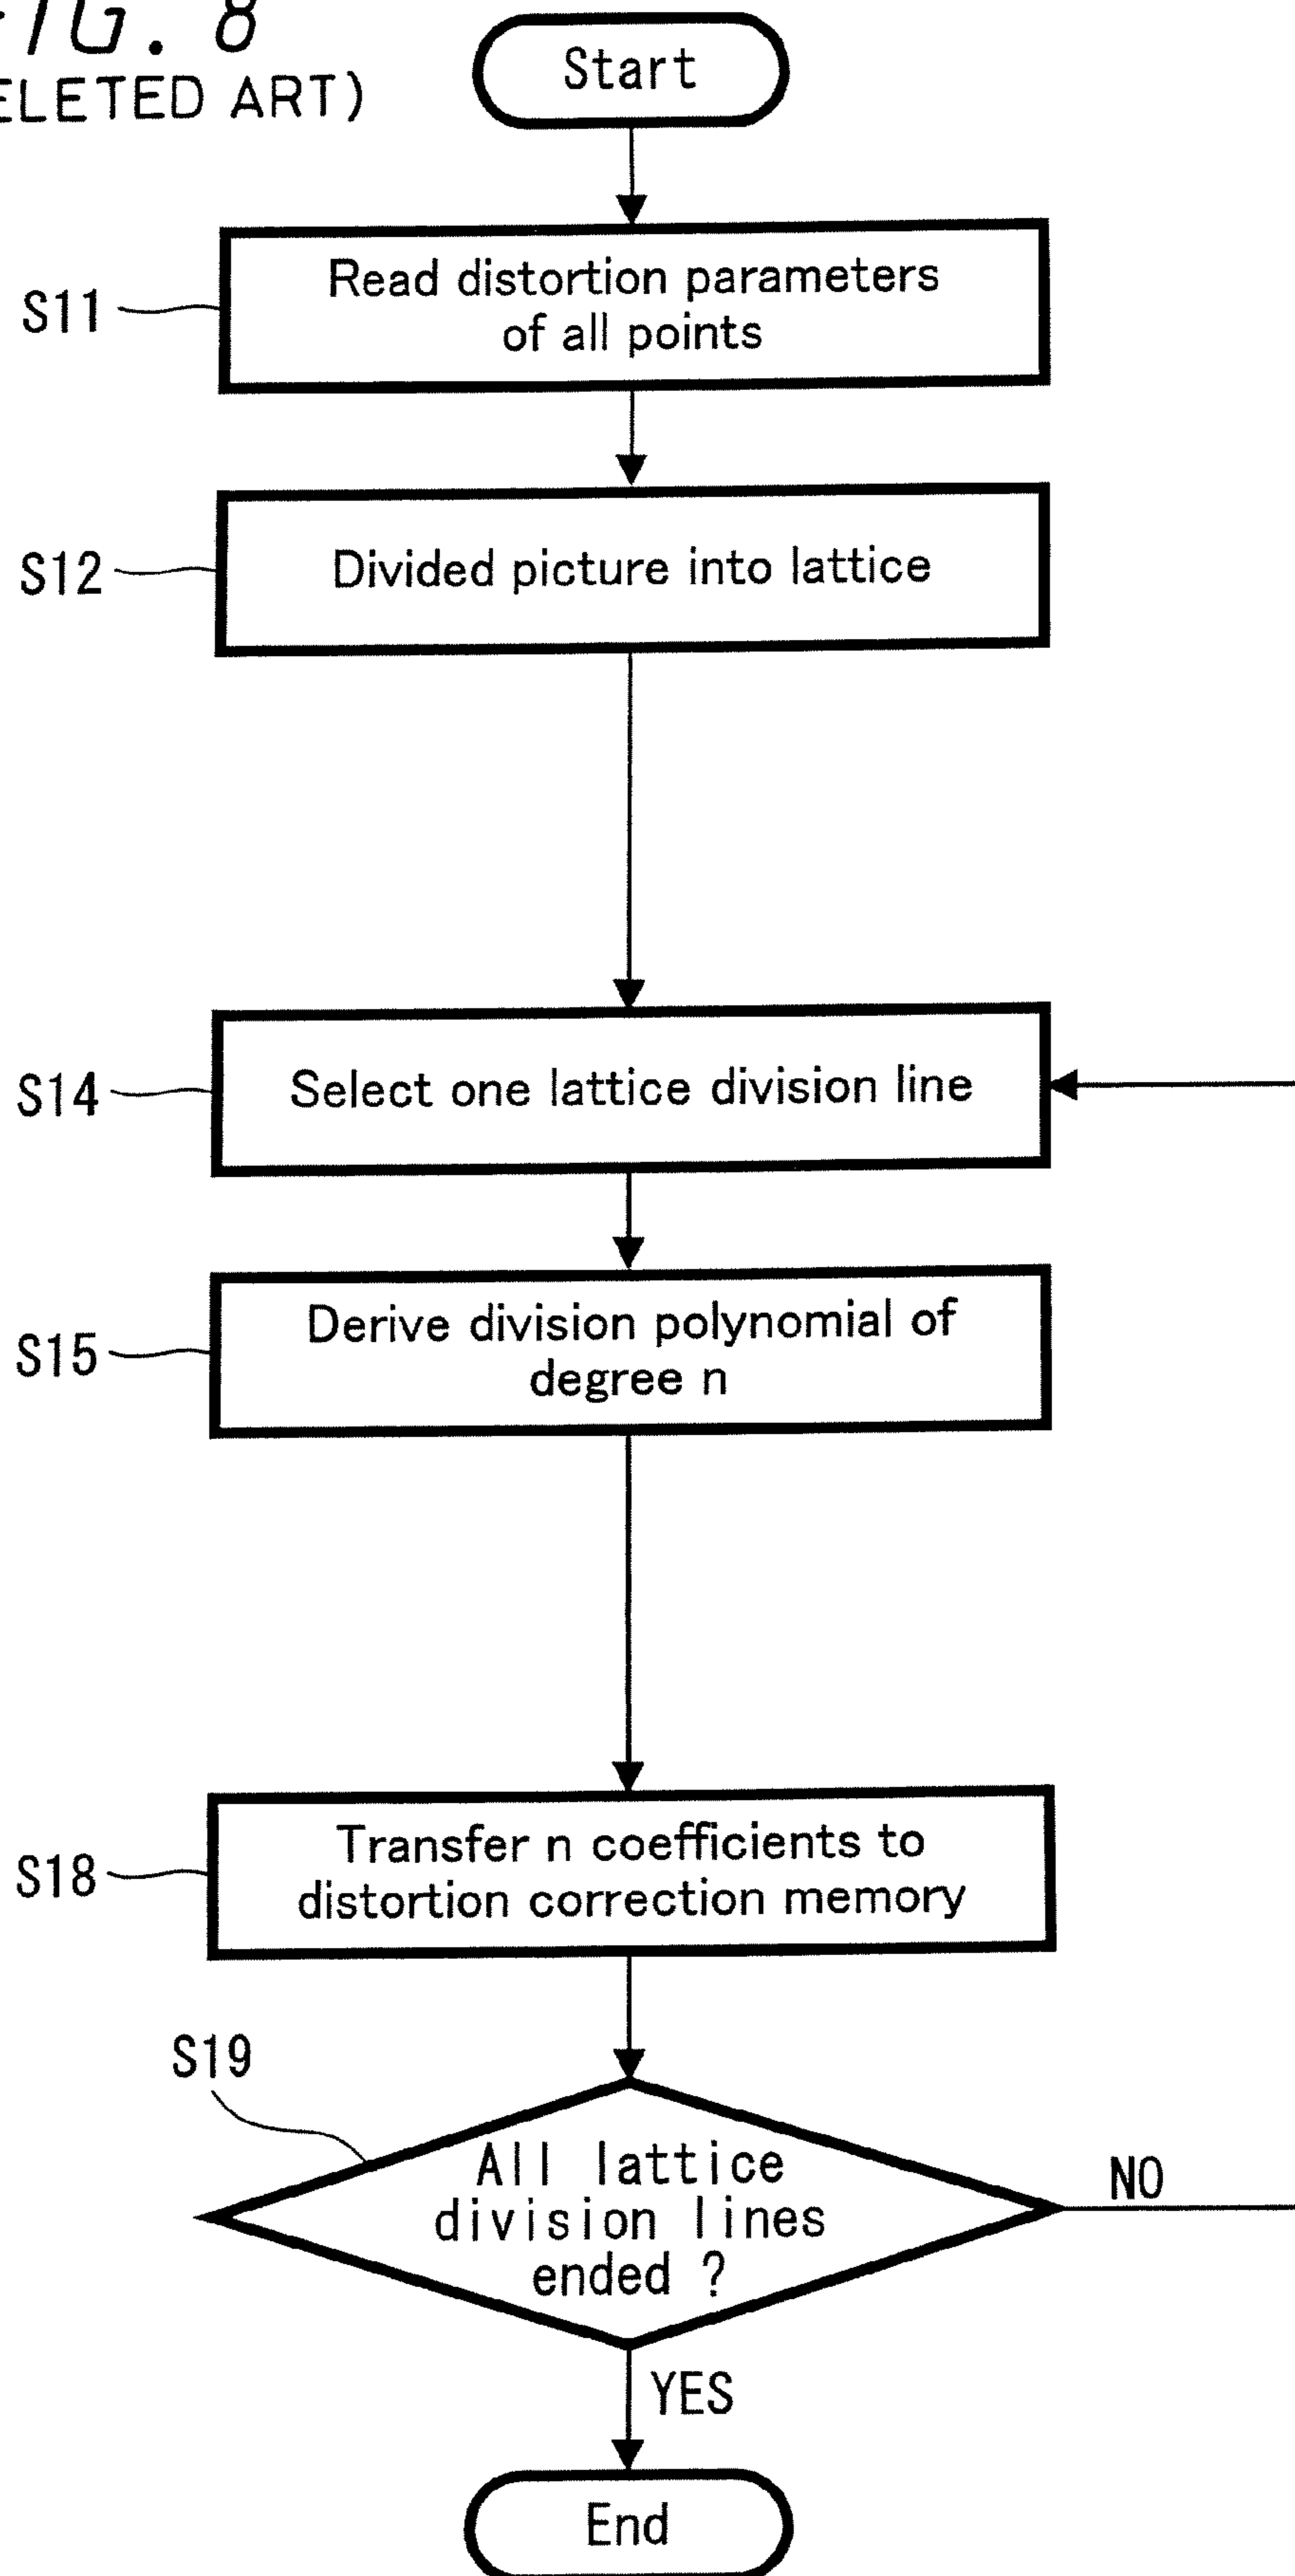 FIG. 8
ELETED ART)
Start
S11
Read distortion parameters
of all points
S12
Divided picture into lattice
S14
Select one lattice division line
S15
Derive division polynomial of
degree n
S18
Transfer n coefficients to
distortion correction memory
S19
All lattice
division lines
ended ?
NO
YES
End